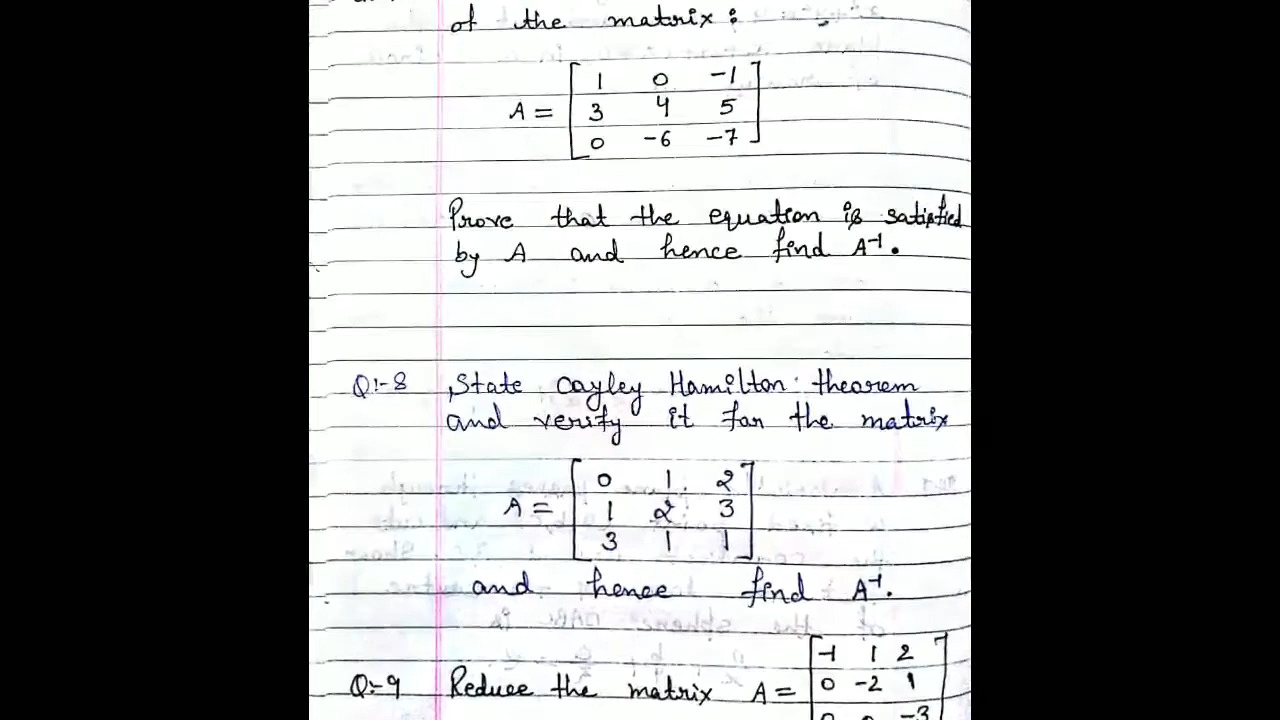 of the matrix :
A = [ 1 0 -1
3 4 5
0 -6 -7 ]
Prove that the equation is satisfied
by A and hence find A⁻¹.
Q:-8 State Cayley Hamilton theorem
and verify it for the matrix
A = [ 0 1 2
1 2 3
3 1 1 ]
and hence find A⁻¹.
Q:-9 Reduce the matrix A = [ -1 1 2
0 -2 1
0 0 -3